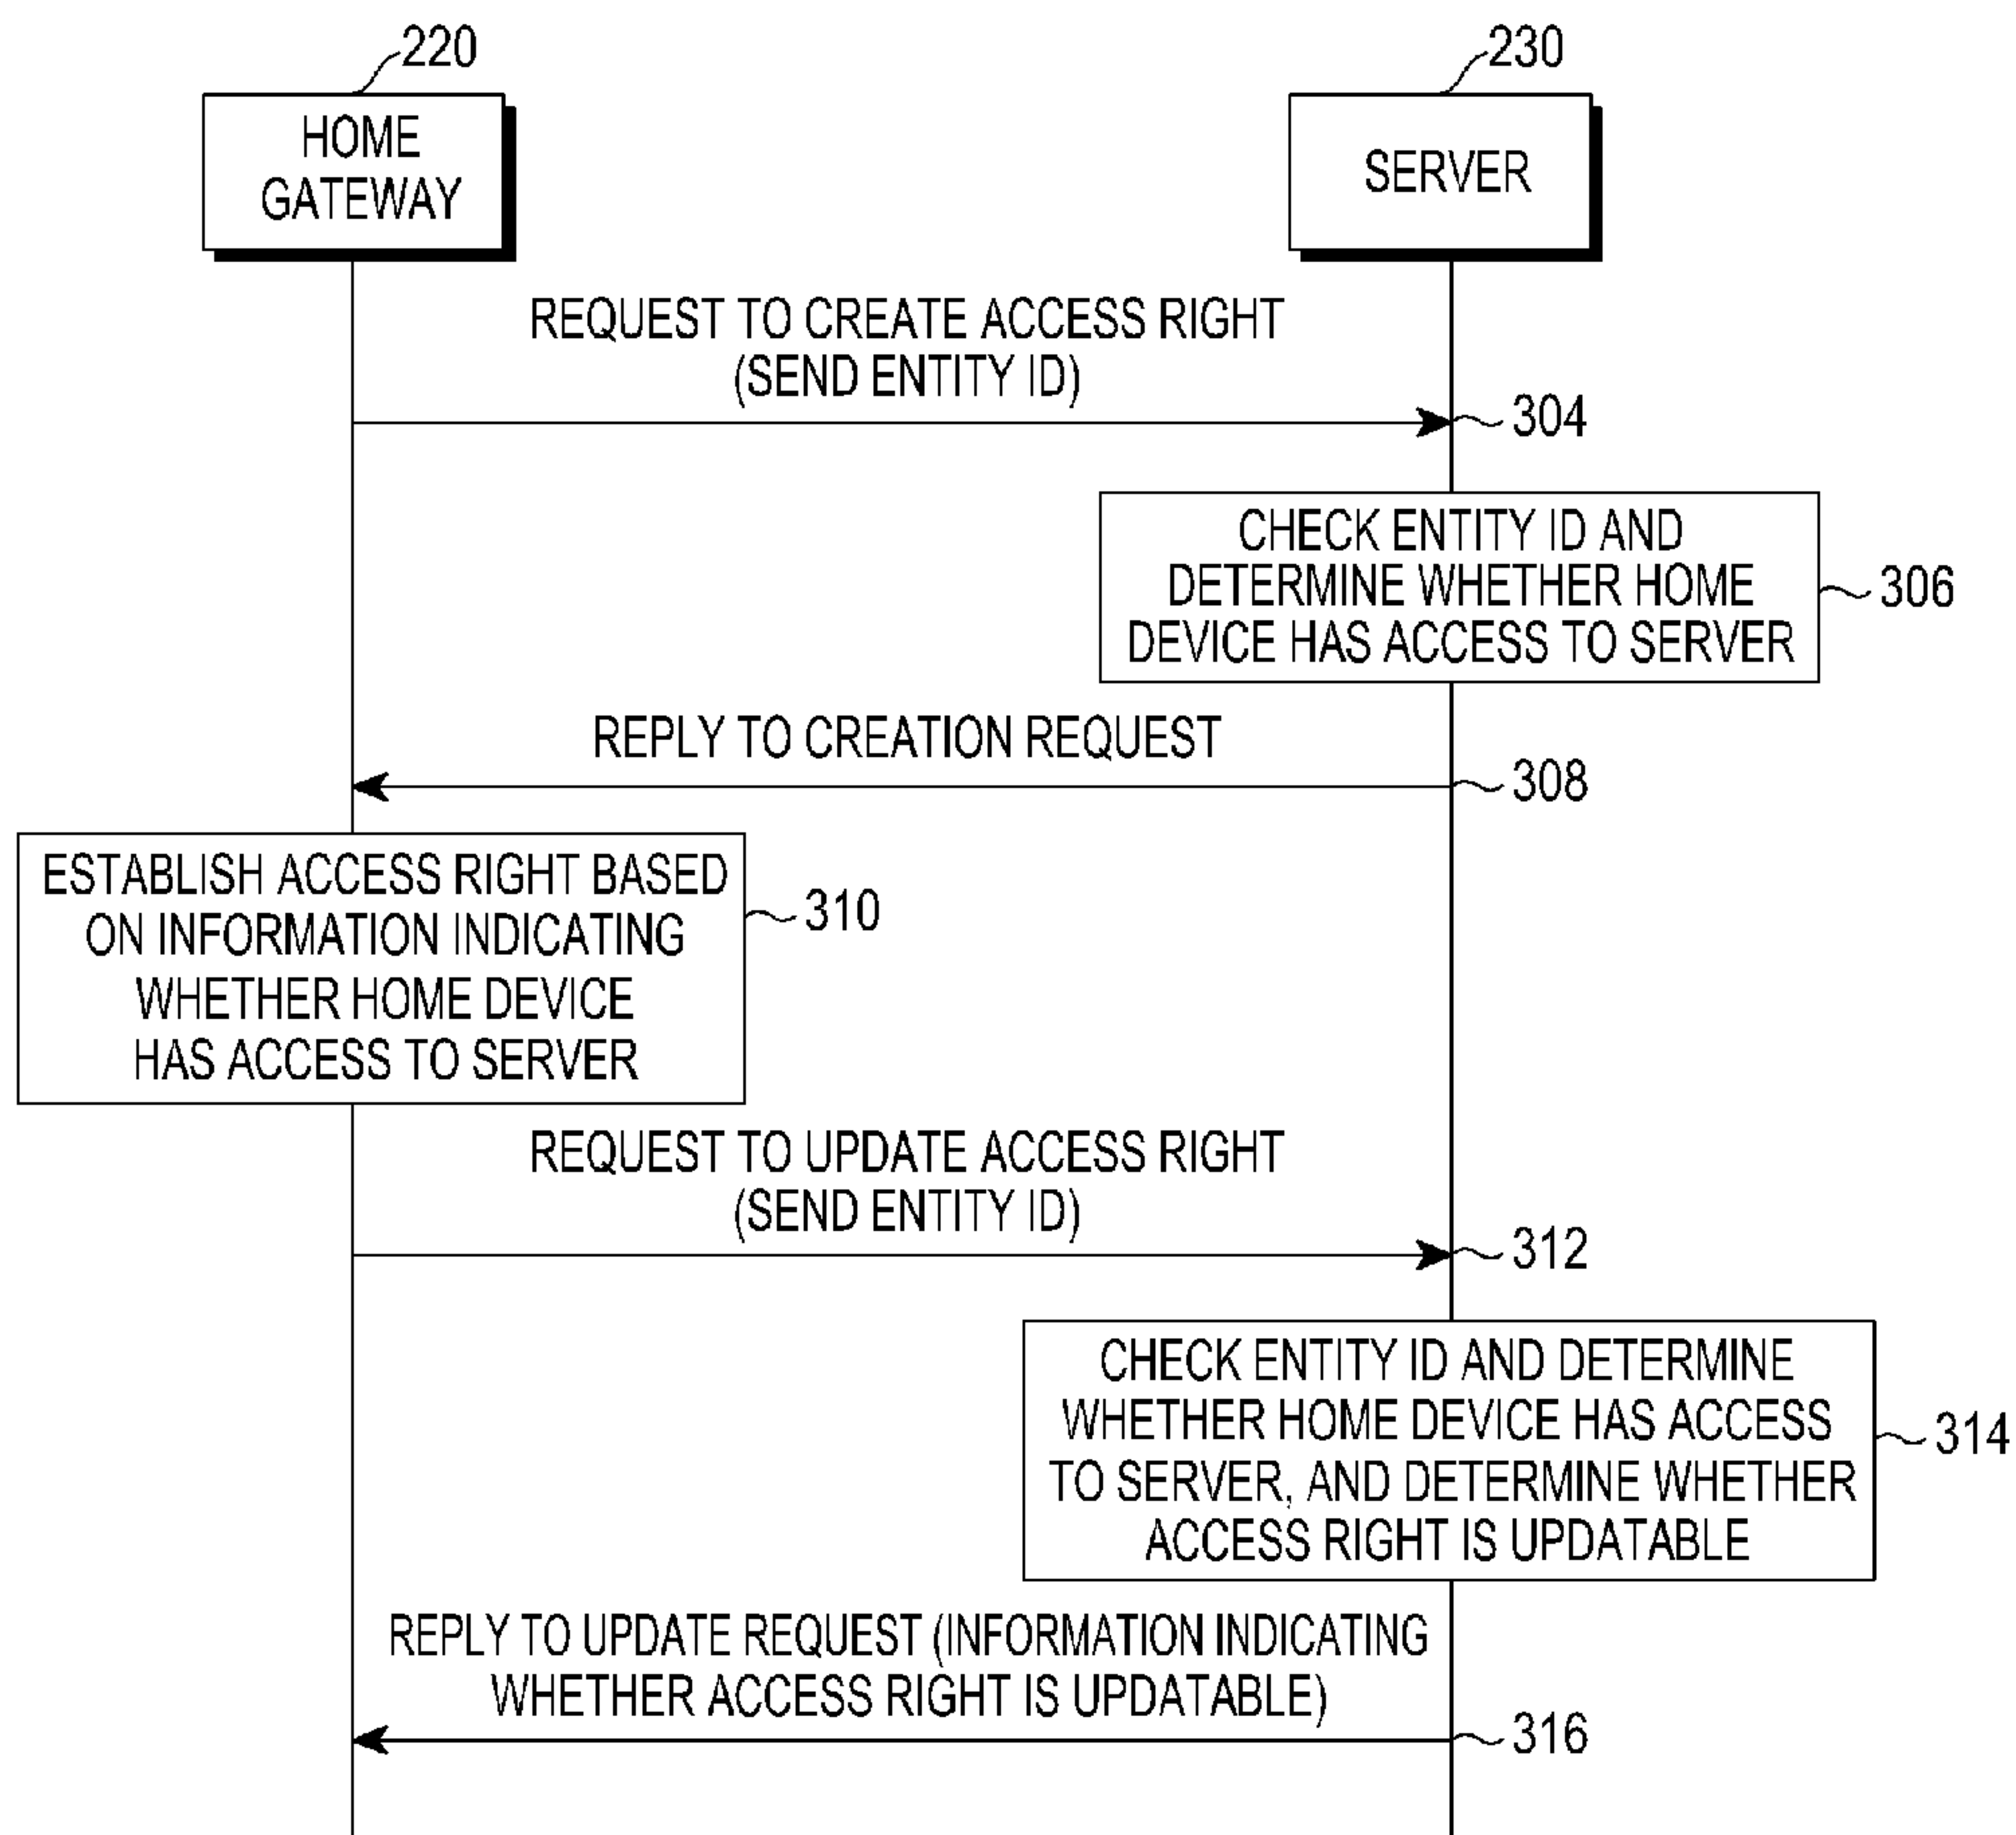 220
230
HOME
GATEWAY
SERVER
REQUEST TO CREATE ACCESS RIGHT
(SEND ENTITY ID)
304
CHECK ENTITY ID AND
DETERMINE WHETHER HOME
DEVICE HAS ACCESS TO SERVER
306
REPLY TO CREATION REQUEST
308
ESTABLISH ACCESS RIGHT BASED
ON INFORMATION INDICATING
WHETHER HOME DEVICE
HAS ACCESS TO SERVER
310
REQUEST TO UPDATE ACCESS RIGHT
(SEND ENTITY ID)
312
CHECK ENTITY ID AND DETERMINE
WHETHER HOME DEVICE HAS ACCESS
TO SERVER, AND DETERMINE WHETHER
ACCESS RIGHT IS UPDATABLE
314
REPLY TO UPDATE REQUEST (INFORMATION INDICATING
WHETHER ACCESS RIGHT IS UPDATABLE)
316